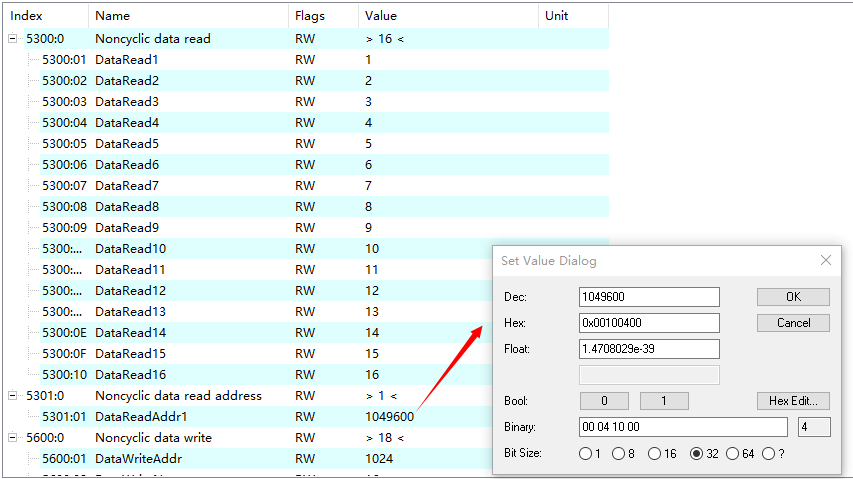 Index Name Flags Value Unit
5300:0 Noncyclic data read RW > 16 <
5300:01 DataRead1 RW 1
5300:02 DataRead2 RW 2
5300:03 DataRead3 RW 3
5300:04 DataRead4 RW 4
5300:05 DataRead5 RW 5
5300:06 DataRead6 RW 6
5300:07 DataRead7 RW 7
5300:08 DataRead8 RW 8
5300:09 DataRead9 RW 9
5300:... DataRead10 RW 10
5300:... DataRead11 RW 11
5300:... DataRead12 RW 12
5300:... DataRead13 RW 13
5300:0E DataRead14 RW 14
5300:0F DataRead15 RW 15
5300:10 DataRead16 RW 16
5301:0 Noncyclic data read address RW > 1 <
5301:01 DataReadAddr1 RW 1049600
5600:0 Noncyclic data write RW > 18 <
5600:01 DataWriteAddr RW 1024
Set Value Dialog
Dec: 1049600 OK
Hex: 0x00100400 Cancel
Float: 1.4708029e-39
Bool: 0 1 Hex Edit...
Binary: 00 04 10 00 4
Bit Size: 1 8 16 32 64 ?